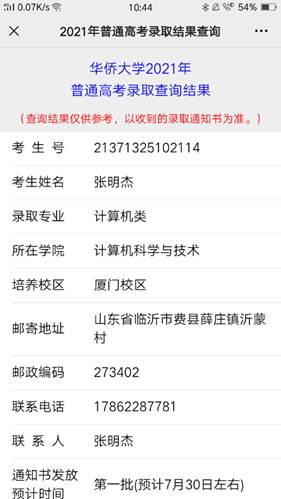 0.07K/s 10:44 54%
2021年普通高考录取结果查询
华侨大学2021年
普通高考录取查询结果
（查询结果仅供参考，以收到的录取通知书为准。）
考 生 号 21371325102114
考生姓名 张明杰
录取专业 计算机类
所在学院 计算机科学与技术
培养校区 厦门校区
邮寄地址 山东省临沂市费县薛庄镇沂蒙
村
邮政编码 273402
联系电话 17862287781
联 系 人 张明杰
通知书发放
预计时间 第一批(预计7月30日左右)